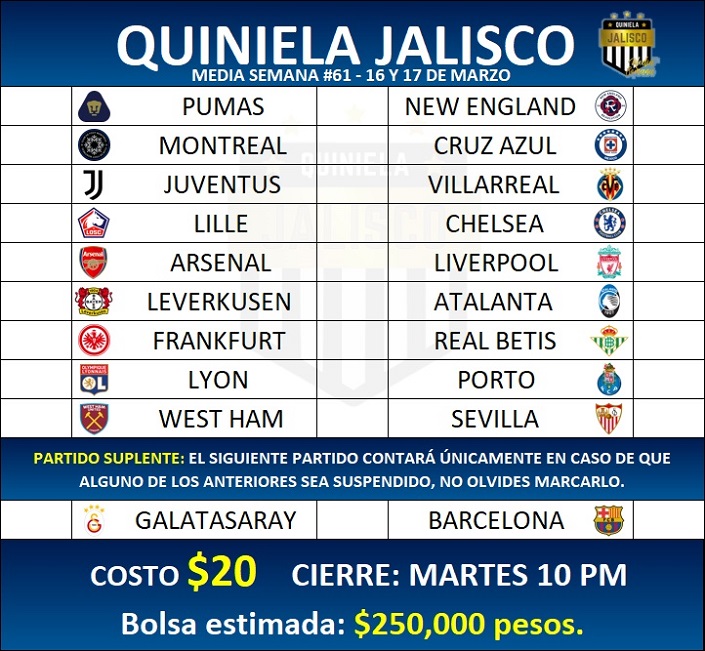 QUINIELA JALISCO
MEDIA SEMANA #61 - 16 Y 17 DE MARZO
QUINIELA
JALISCO
PUMAS NEW ENGLAND
MONTREAL CRUZ AZUL
JUVENTUS VILLARREAL
LILLE CHELSEA
ARSENAL LIVERPOOL
LEVERKUSEN ATALANTA
FRANKFURT REAL BETIS
LYON PORTO
WEST HAM SEVILLA
PARTIDO SUPLENTE: EL SIGUIENTE PARTIDO CONTARÁ ÚNICAMENTE EN CASO DE QUE
ALGUNO DE LOS ANTERIORES SEA SUSPENDIDO, NO OLVIDES MARCARLO.
GALATASARAY BARCELONA
COSTO $20 CIERRE: MARTES 10 PM
Bolsa estimada: $250,000 pesos.